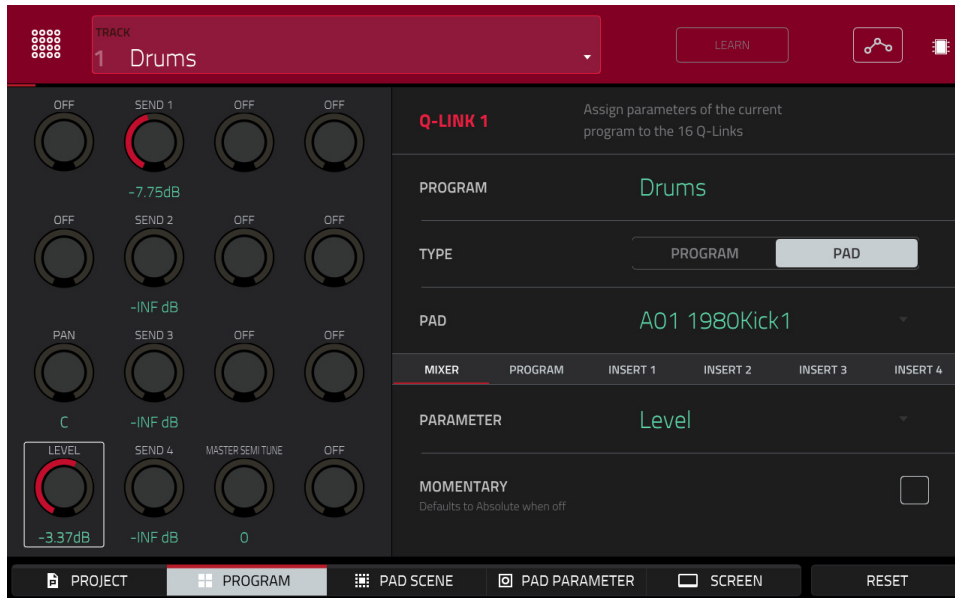 TRACK
1 Drums
LEARN
OFF SEND 1 OFF OFF
-7.75dB
OFF SEND 2 OFF OFF
-INF dB
PAN SEND 3 OFF OFF
C -INF dB
LEVEL SEND 4 MASTER SEMI TUNE OFF
-3.37dB -INF dB 0
Q-LINK 1
Assign parameters of the current
program to the 16 Q-Links
PROGRAM Drums
TYPE PROGRAM PAD
PAD A01 1980Kick1
MIXER PROGRAM INSERT 1 INSERT 2 INSERT 3 INSERT 4
PARAMETER Level
MOMENTARY
Defaults to Absolute when off
PROJECT PROGRAM PAD SCENE PAD PARAMETER SCREEN RESET